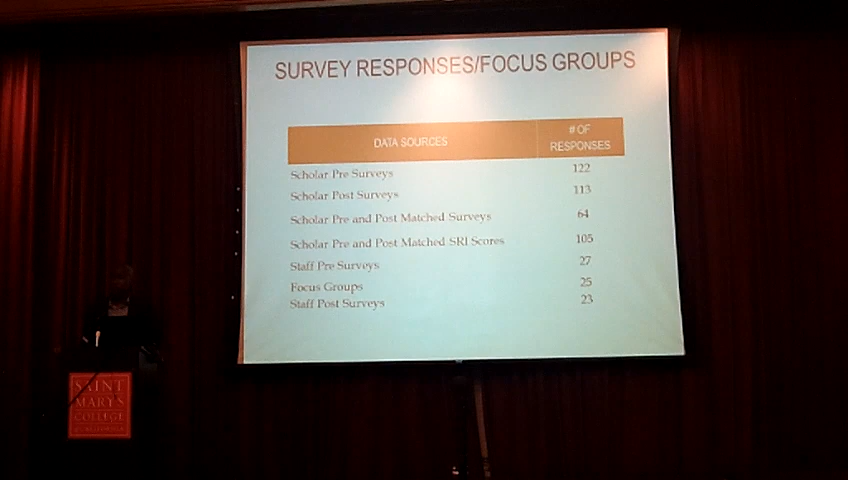 SURVEY RESPONSES/FOCUS GROUPS
DATA SOURCES
# OF
RESPONSES
Scholar Pre Surveys 122
Scholar Post Surveys 113
Scholar Pre and Post Matched Surveys 64
Scholar Pre and Post Matched SRI Scores 105
Staff Pre Surveys 27
Focus Groups 25
Staff Post Surveys 23
SAINT
MARY'S
COLLEGE
of CALIFORNIA